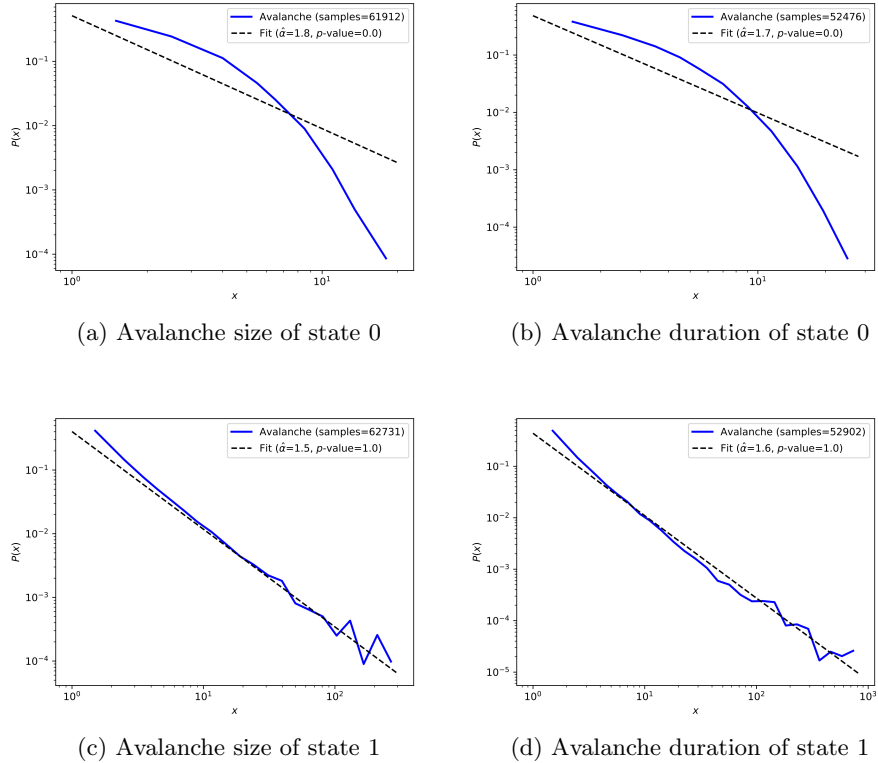 Avalanche (samples=61912)
Fit (α̂=1.8, p-value=0.0)
10⁻¹
10⁻²
10⁻³
10⁻⁴
P(x)
10⁰
10¹
x
(a) Avalanche size of state 0
Avalanche (samples=52476)
Fit (α̂=1.7, p-value=0.0)
10⁻¹
10⁻²
10⁻³
10⁻⁴
P(x)
10⁰
10¹
x
(b) Avalanche duration of state 0
Avalanche (samples=62731)
Fit (α̂=1.5, p-value=1.0)
10⁻¹
10⁻²
10⁻³
10⁻⁴
P(x)
10⁰
10¹
10²
x
(c) Avalanche size of state 1
Avalanche (samples=52902)
Fit (α̂=1.6, p-value=1.0)
10⁻¹
10⁻²
10⁻³
10⁻⁴
10⁻⁵
P(x)
10⁰
10¹
10²
10³
x
(d) Avalanche duration of state 1